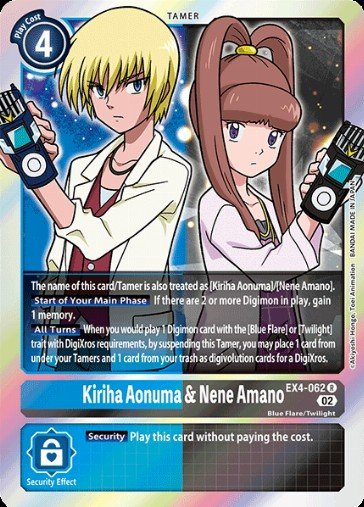 TAMER
Play Cost
4
The name of this card/Tamer is also treated as [Kiriha Aonuma]/[Nene Amano].
Start of Your Main Phase If there are 2 or more Digimon in play, gain
1 memory.
All Turns When you would play 1 Digimon card with the [Blue Flare] or [Twilight]
trait with DigiXros requirements, by suspending this Tamer, you may place 1 card from
under your Tamers and 1 card from your trash as digivolution cards for a DigiXros.
©Akiyoshi Hongo, Toei Animation BANDAI MADE IN JAPAN
Kiriha Aonuma & Nene Amano EX4-062 R
02
Blue Flare/Twilight
Security Play this card without paying the cost.
Security Effect